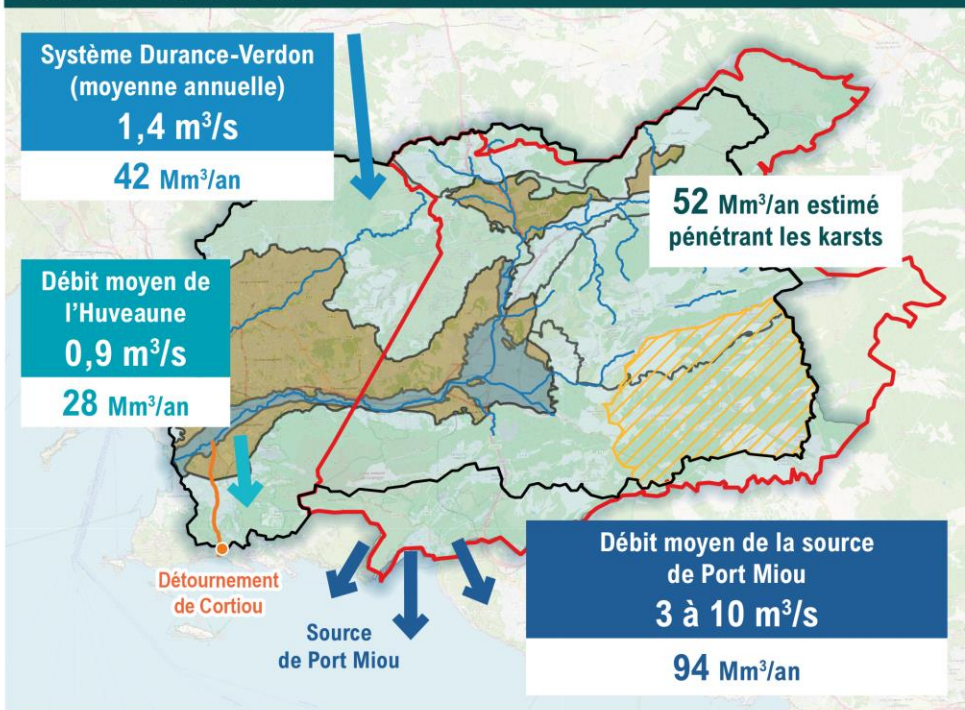 Système Durance-Verdon
(moyenne annuelle)
1,4 m³/s
42 Mm³/an
52 Mm³/an estimé
pénétrant les karsts
Débit moyen de
l'Huveaune
0,9 m³/s
28 Mm³/an
Détournement
de Cortiou
Source
de Port Miou
Débit moyen de la source
de Port Miou
3 à 10 m³/s
94 Mm³/an